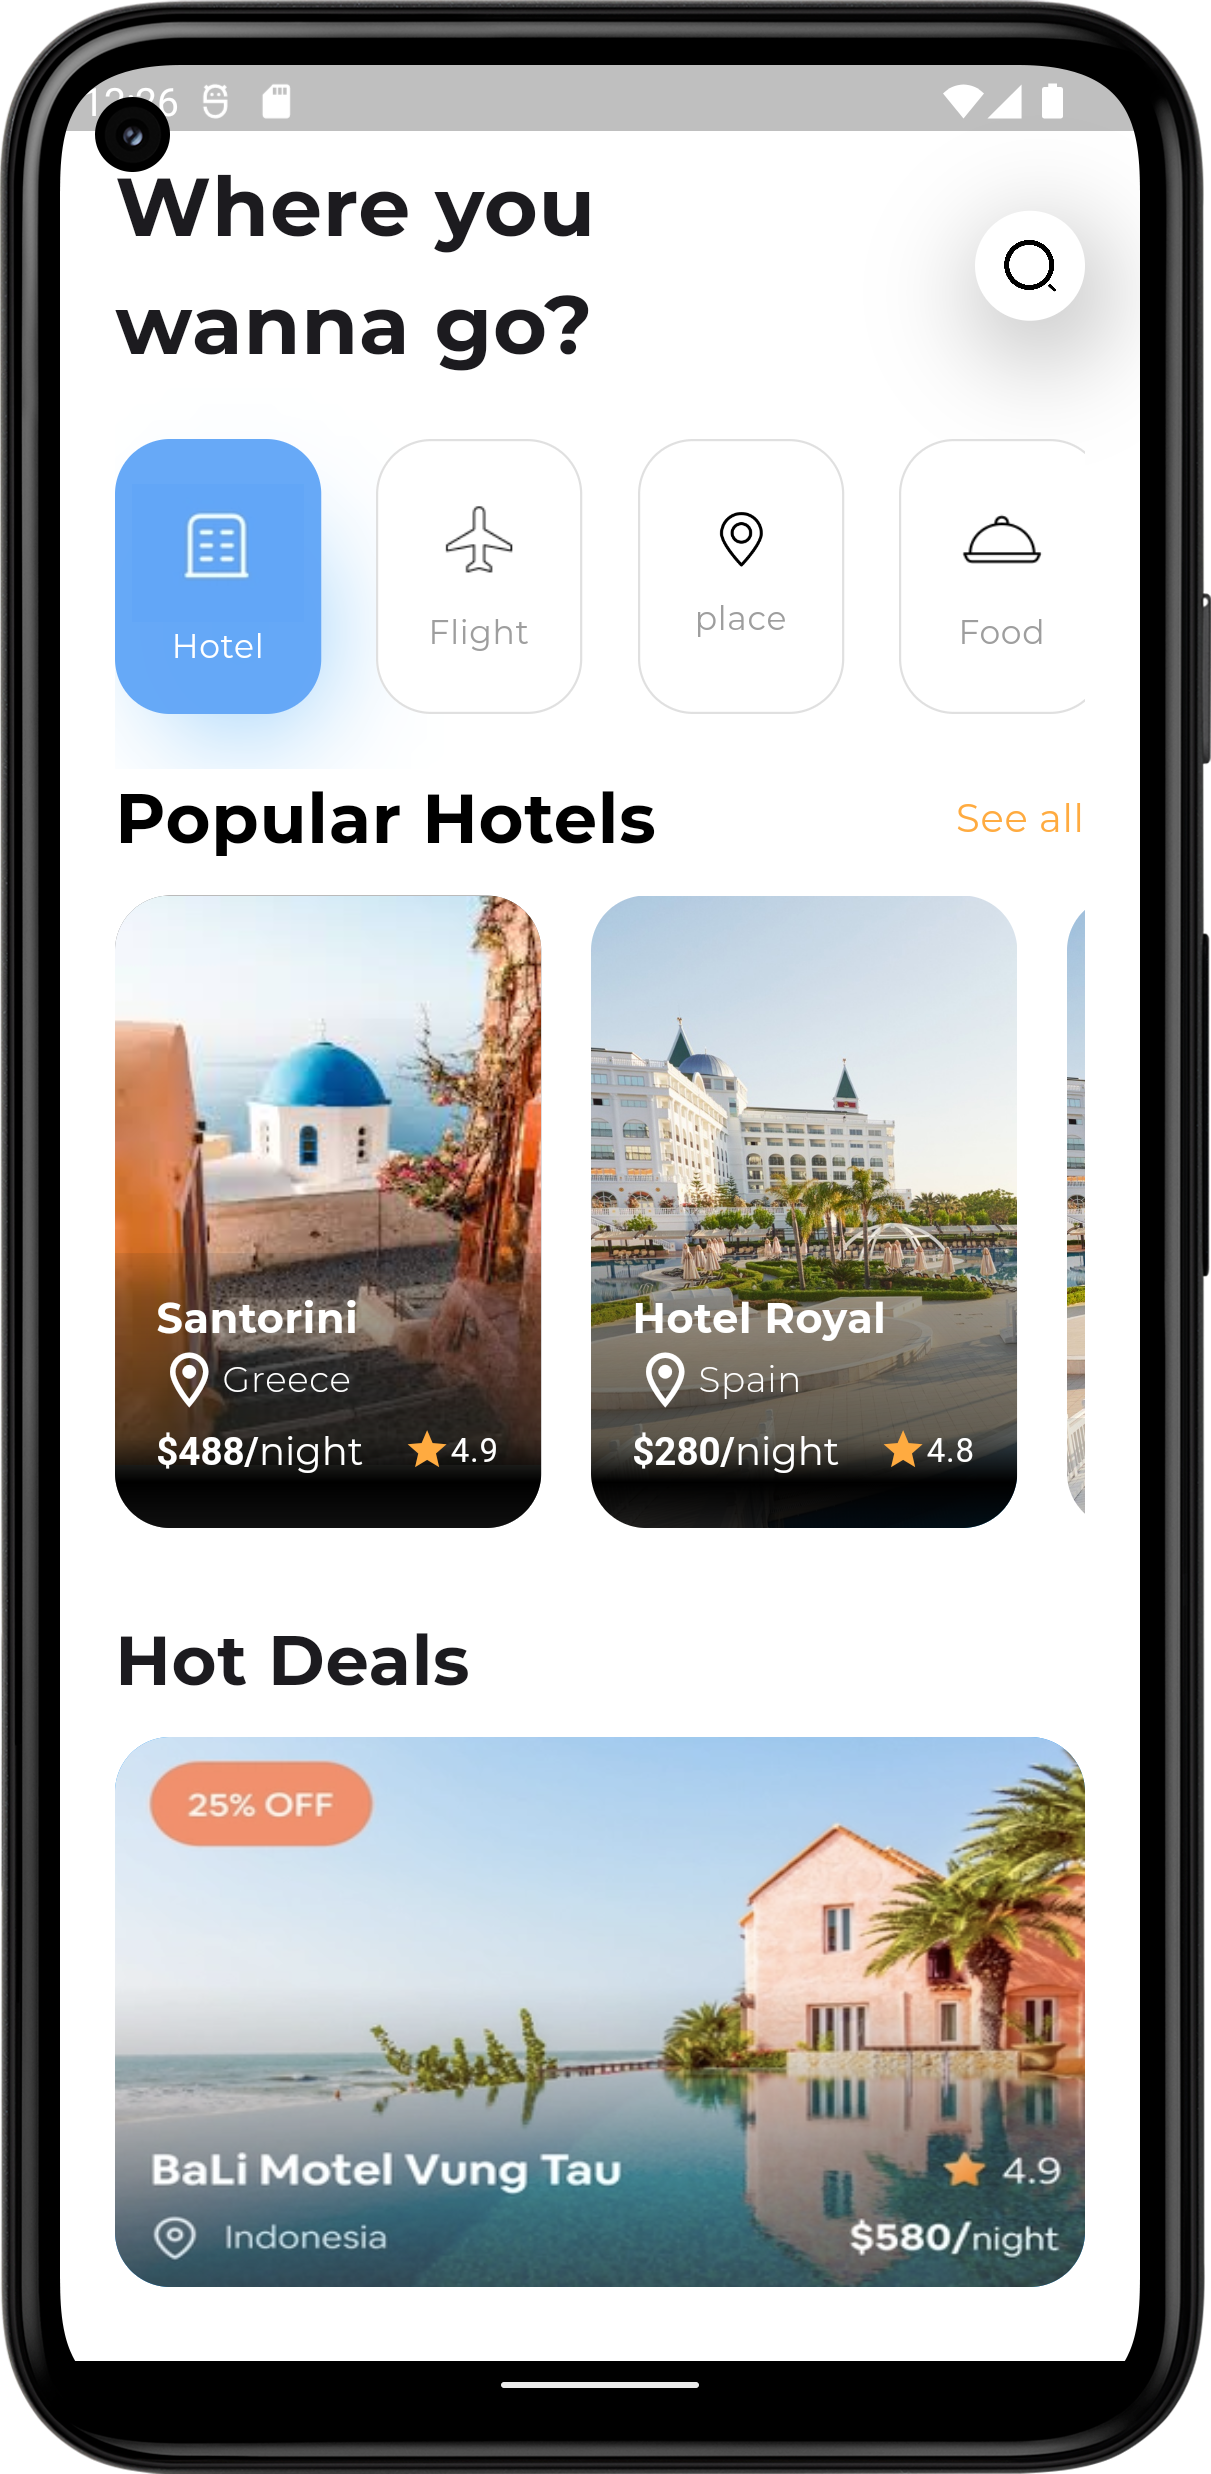 Where you
wanna go?
Hotel
Flight
place
Food
Popular Hotels
See all
Santorini
Greece
$488/night
4.9
Hotel Royal
Spain
$280/night
4.8
Hot Deals
25% OFF
BaLi Motel Vung Tau
4.9
Indonesia
$580/night